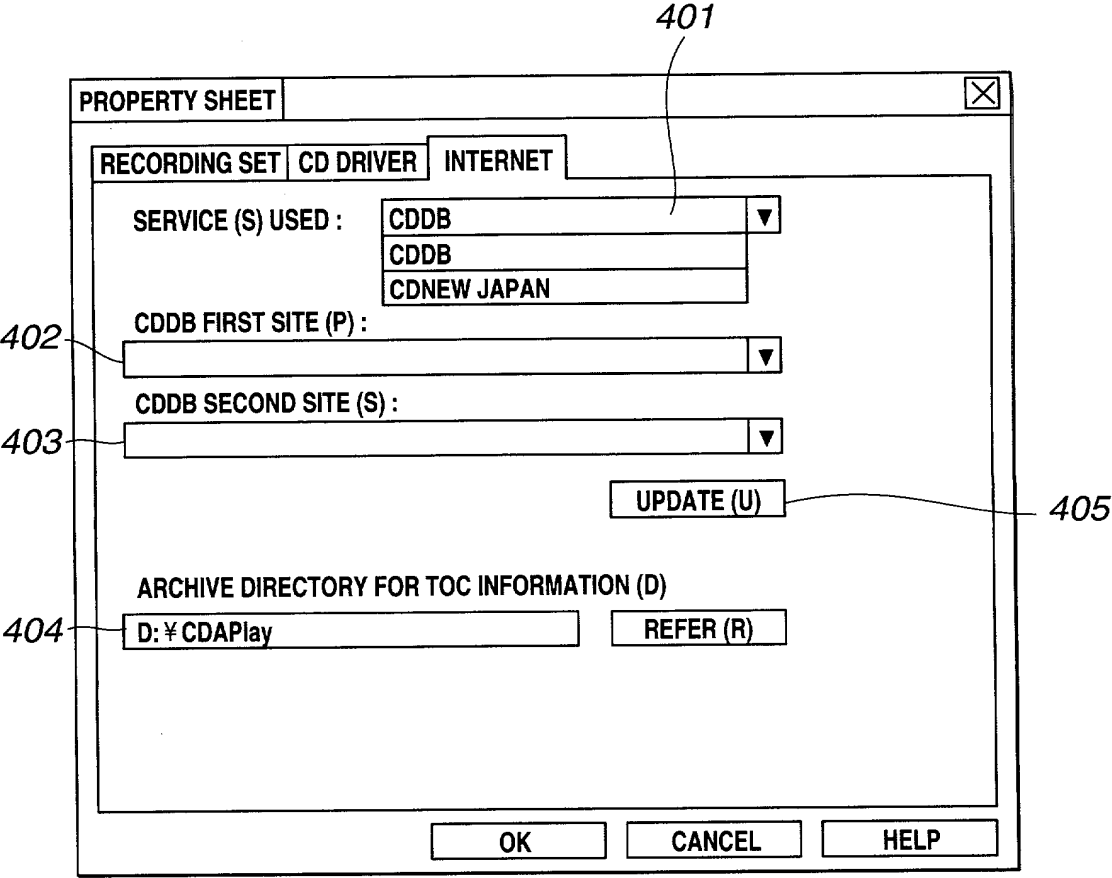 401
PROPERTY SHEET
RECORDING SET CD DRIVER INTERNET
SERVICE (S) USED : CDDB
CDDB
CDNEW JAPAN
CDDB FIRST SITE (P) :
402
CDDB SECOND SITE (S) :
403
UPDATE (U) 405
ARCHIVE DIRECTORY FOR TOC INFORMATION (D)
404 D:¥CDAPlay REFER (R)
OK CANCEL HELP